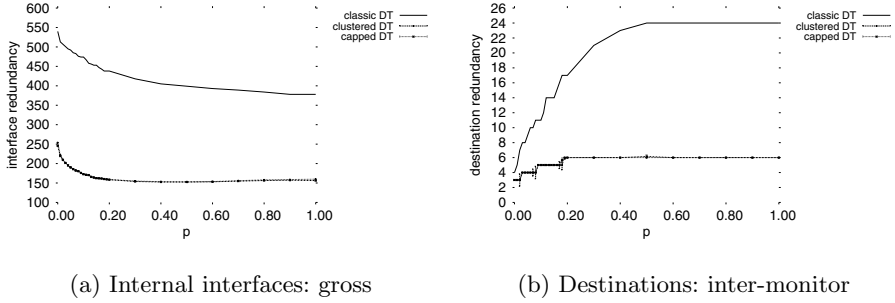 600
550
500
450
400
350
300
250
200
150
100
interface redundancy
0.00 0.20 0.40 0.60 0.80 1.00
p
classic DT
clustered DT
capped DT
(a) Internal interfaces: gross
26
24
22
20
18
16
14
12
10
8
6
4
2
0
destination redundancy
0.00 0.20 0.40 0.60 0.80 1.00
p
classic DT
clustered DT
capped DT
(b) Destinations: inter-monitor